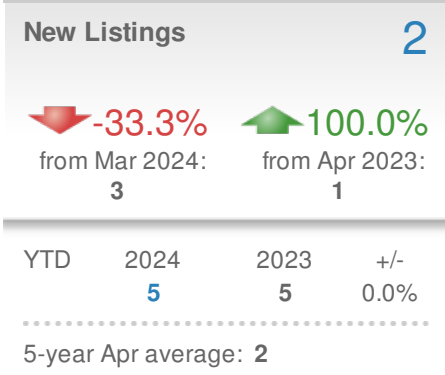 New Listings 2
-33.3% 100.0%
from Mar 2024: from Apr 2023:
3 1
YTD 2024 2023 +/-
5 5 0.0%
5-year Apr average: 2